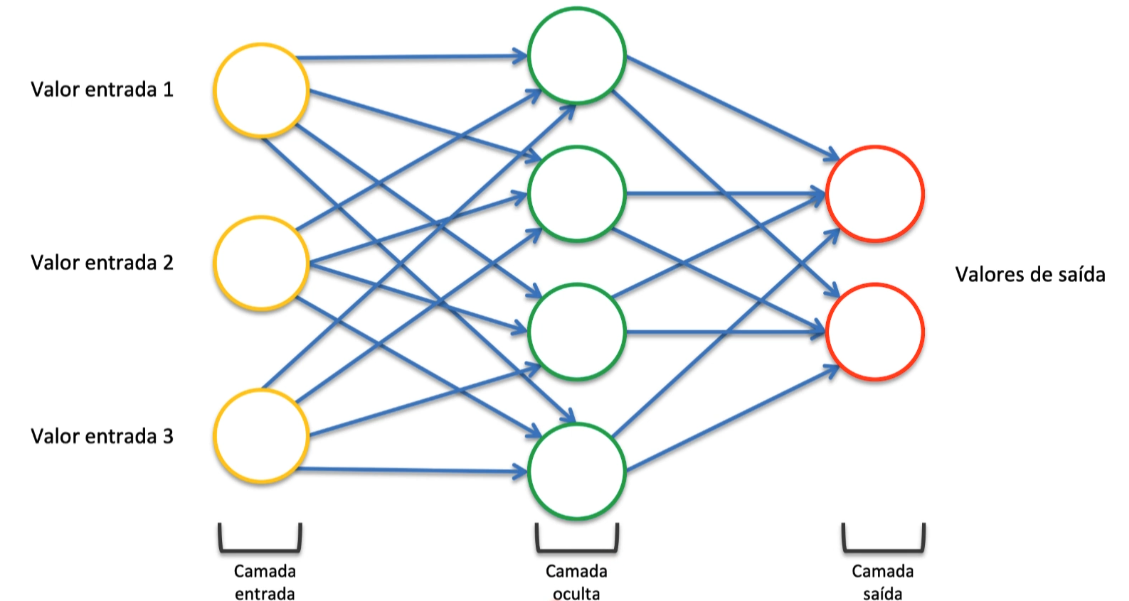 Valor entrada 1
Valor entrada 2
Valores de saída
Valor entrada 3
Camada
entrada
Camada
oculta
Camada
saída